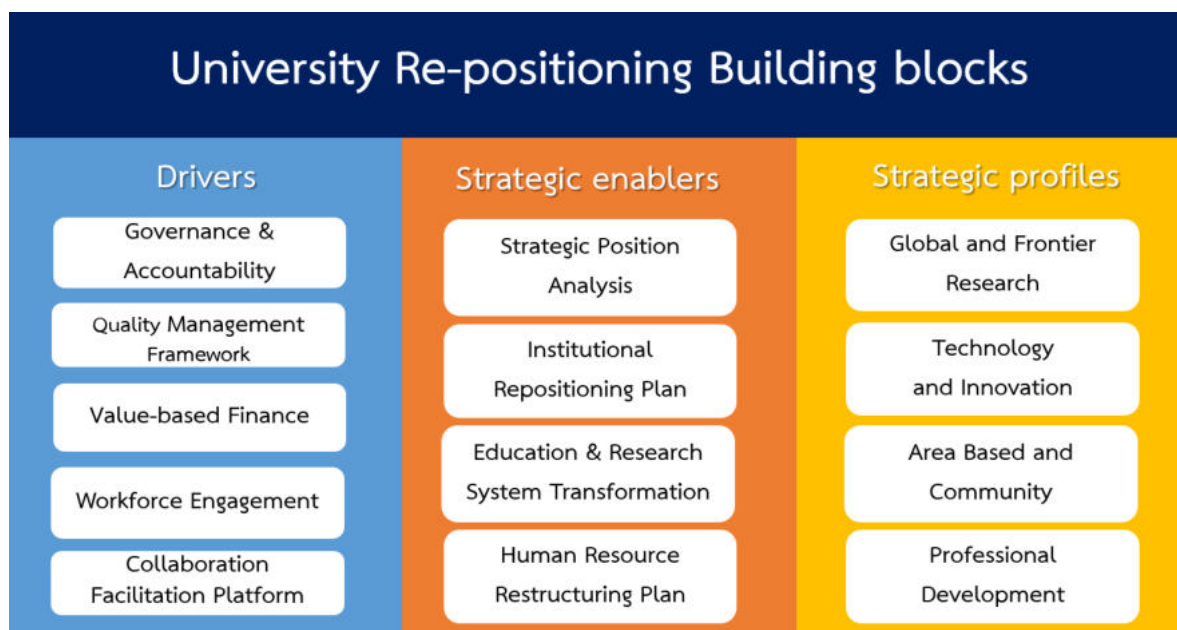 University Re-positioning Building blocks
Drivers
Governance &
Accountability
Quality Management
Framework
Value-based Finance
Workforce Engagement
Collaboration
Facilitation Platform
Strategic enablers
Strategic Position
Analysis
Institutional
Repositioning Plan
Education & Research
System Transformation
Human Resource
Restructuring Plan
Strategic profiles
Global and Frontier
Research
Technology
and Innovation
Area Based and
Community
Professional
Development